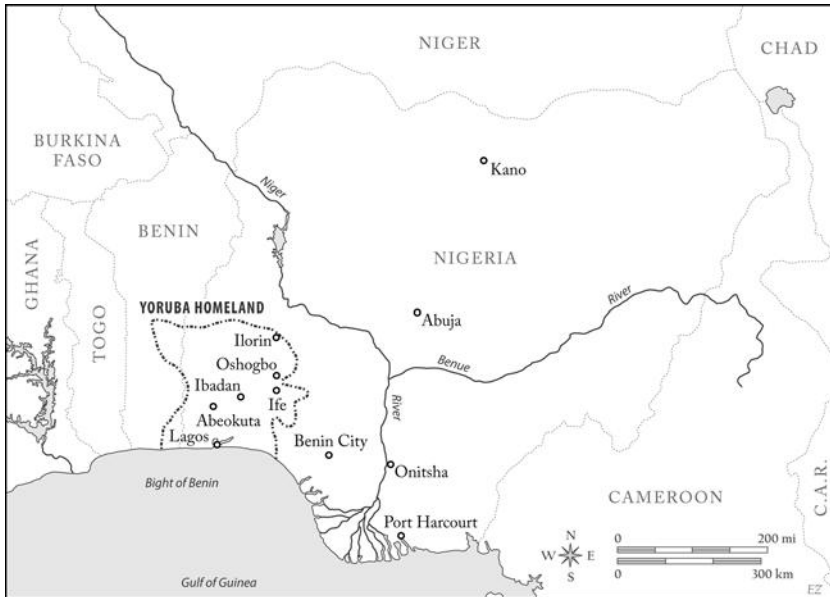 NIGER
CHAD
BURKINA
FASO
Kano
Niger
BENIN
NIGERIA
GHANA
TOGO
YORUBA HOMELAND
River
Abuja
Ilorin
Oshogbo
Benue
Ibadan
Ife
River
Abeokuta
Lagos
Benin City
Onitsha
Bight of Benin
CAMEROON
C.A.R.
Port Harcourt
N
W E
S
0 200 mi
0 300 km
Gulf of Guinea
EZ